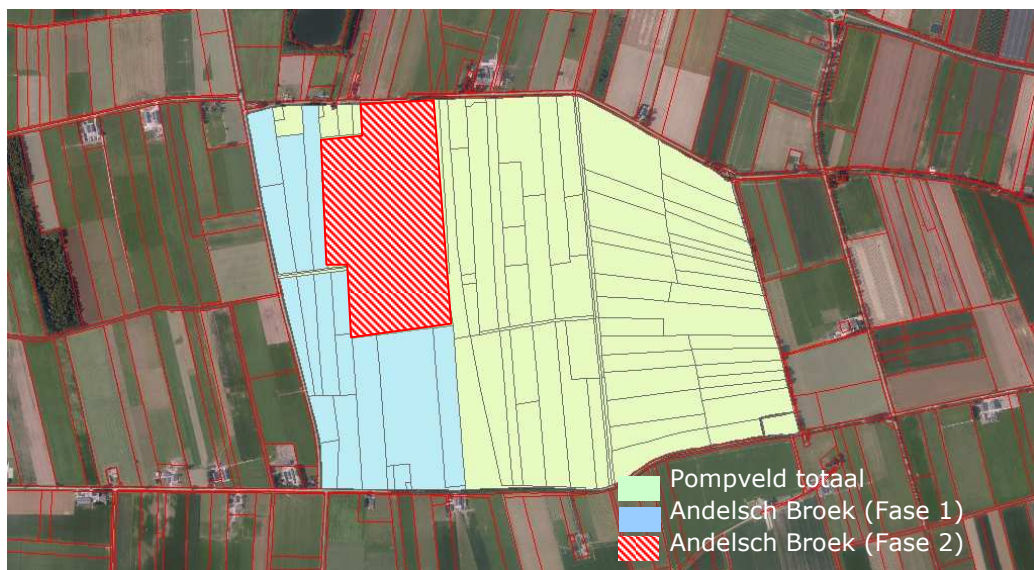 Pompveld totaal
Andelsch Broek (Fase 1)
Andelsch Broek (Fase 2)